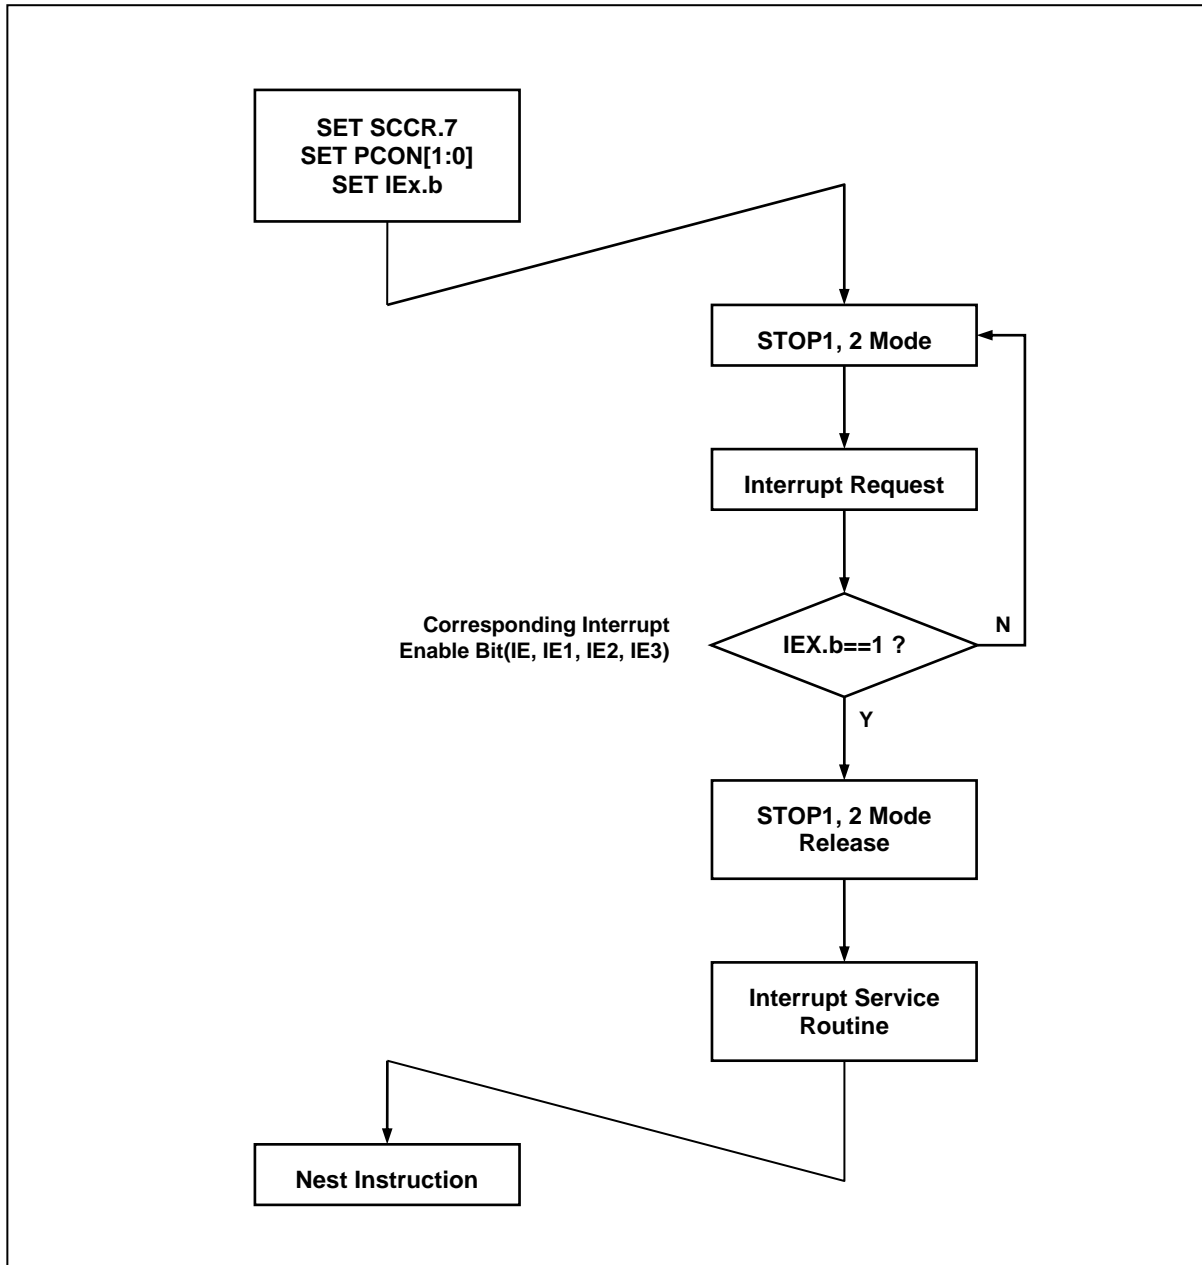 SET SCCR.7
SET PCON[1:0]
SET IEx.b
STOP1, 2 Mode
Interrupt Request
Corresponding Interrupt
Enable Bit(IE, IE1, IE2, IE3)
IEX.b==1 ?
N
Y
STOP1, 2 Mode
Release
Interrupt Service
Routine
Nest Instruction